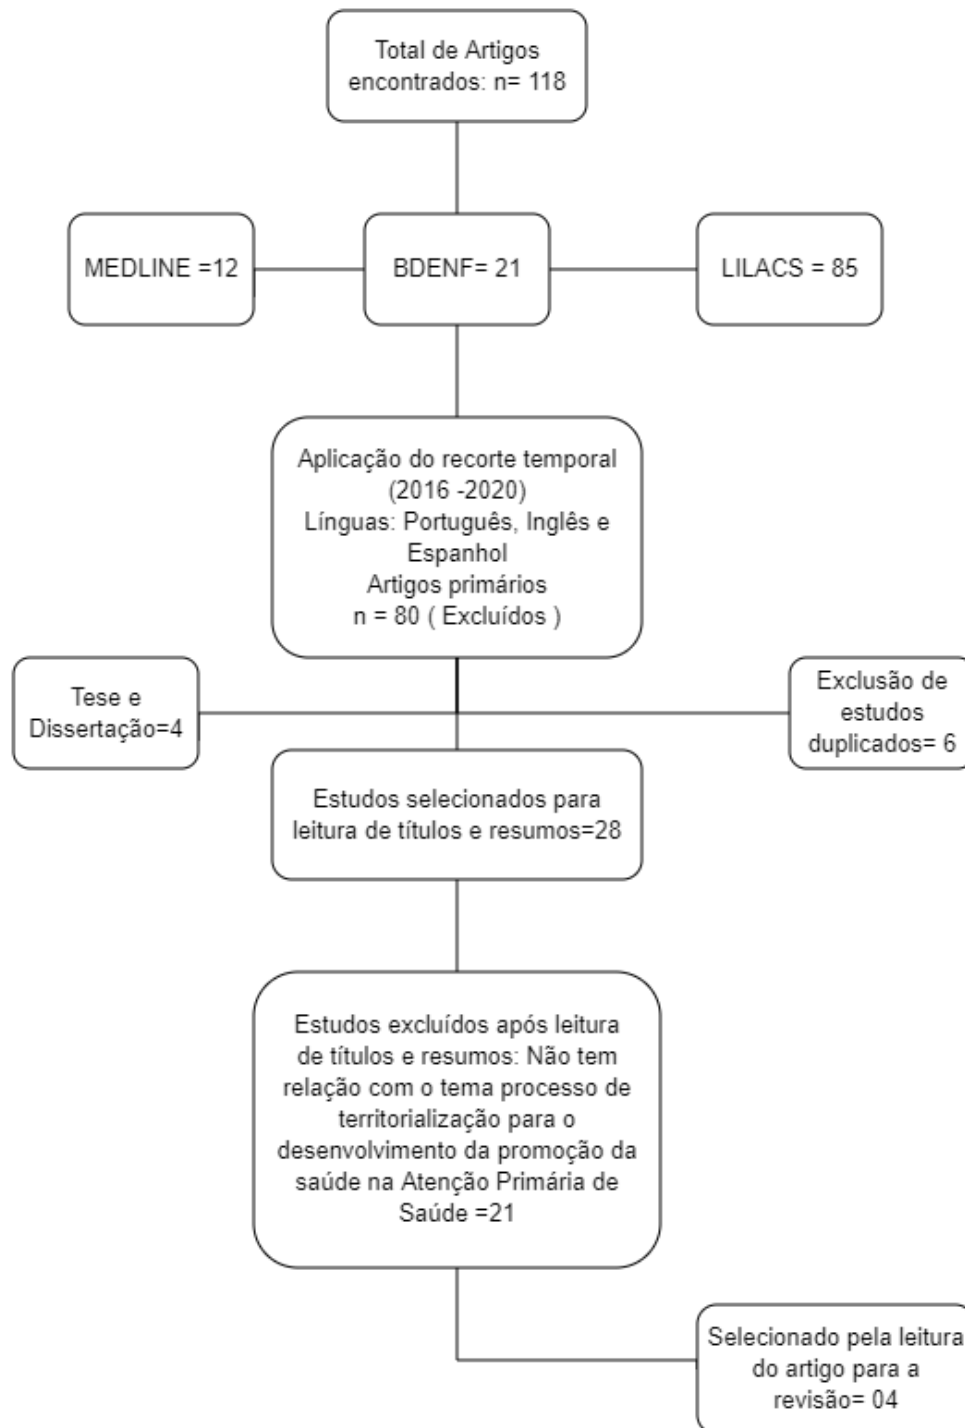 Total de Artigos
encontrados: n= 118
MEDLINE =12
BDENF= 21
LILACS = 85
Aplicação do recorte temporal
(2016 -2020)
Línguas: Português, Inglês e
Espanhol
Artigos primários
n = 80 ( Excluídos )
Tese e
Dissertação=4
Exclusão de
estudos
duplicados= 6
Estudos selecionados para
leitura de títulos e resumos=28
Estudos excluídos após leitura
de títulos e resumos: Não tem
relação com o tema processo de
territorialização para o
desenvolvimento da promoção da
saúde na Atenção Primária de
Saúde =21
Selecionado pela leitura
do artigo para a
revisão= 04